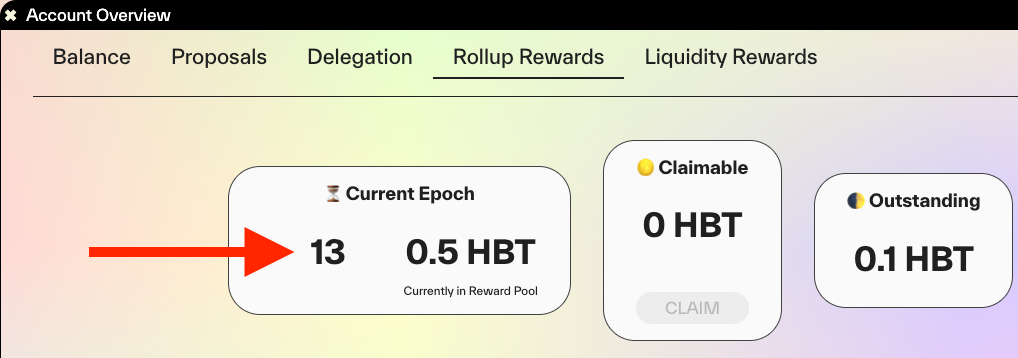 Account Overview
Balance Proposals Delegation Rollup Rewards Liquidity Rewards
Current Epoch
13 0.5 HBT
Currently in Reward Pool
Claimable
0 HBT
CLAIM
Outstanding
0.1 HBT